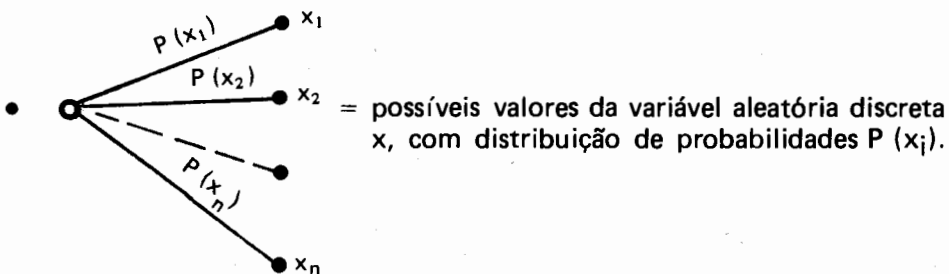 P (x₁)
x₁
P (x₂)
x₂
= possíveis valores da variável aleatória discreta
x, com distribuição de probabilidades P (xᵢ).
P (xₙ)
xₙ